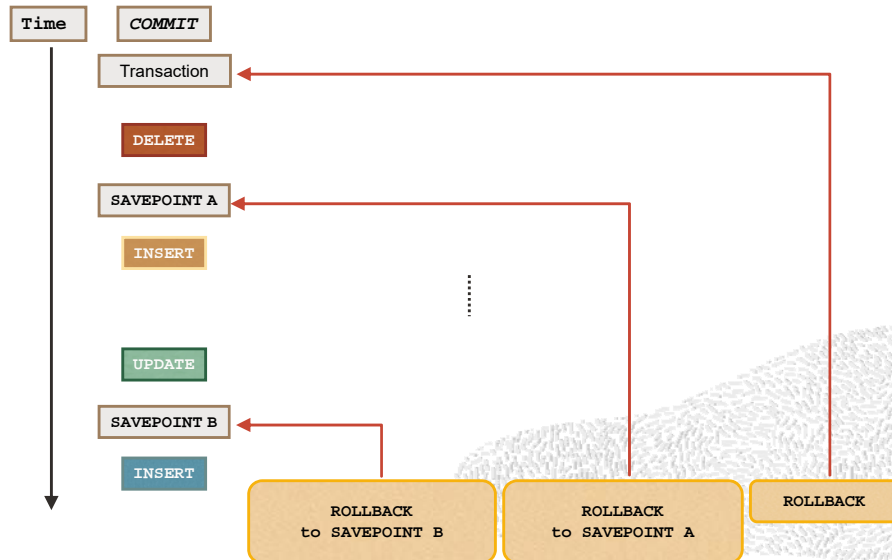 Time
COMMIT
Transaction
DELETE
SAVEPOINT A
INSERT
UPDATE
SAVEPOINT B
INSERT
ROLLBACK
to SAVEPOINT B
ROLLBACK
to SAVEPOINT A
ROLLBACK